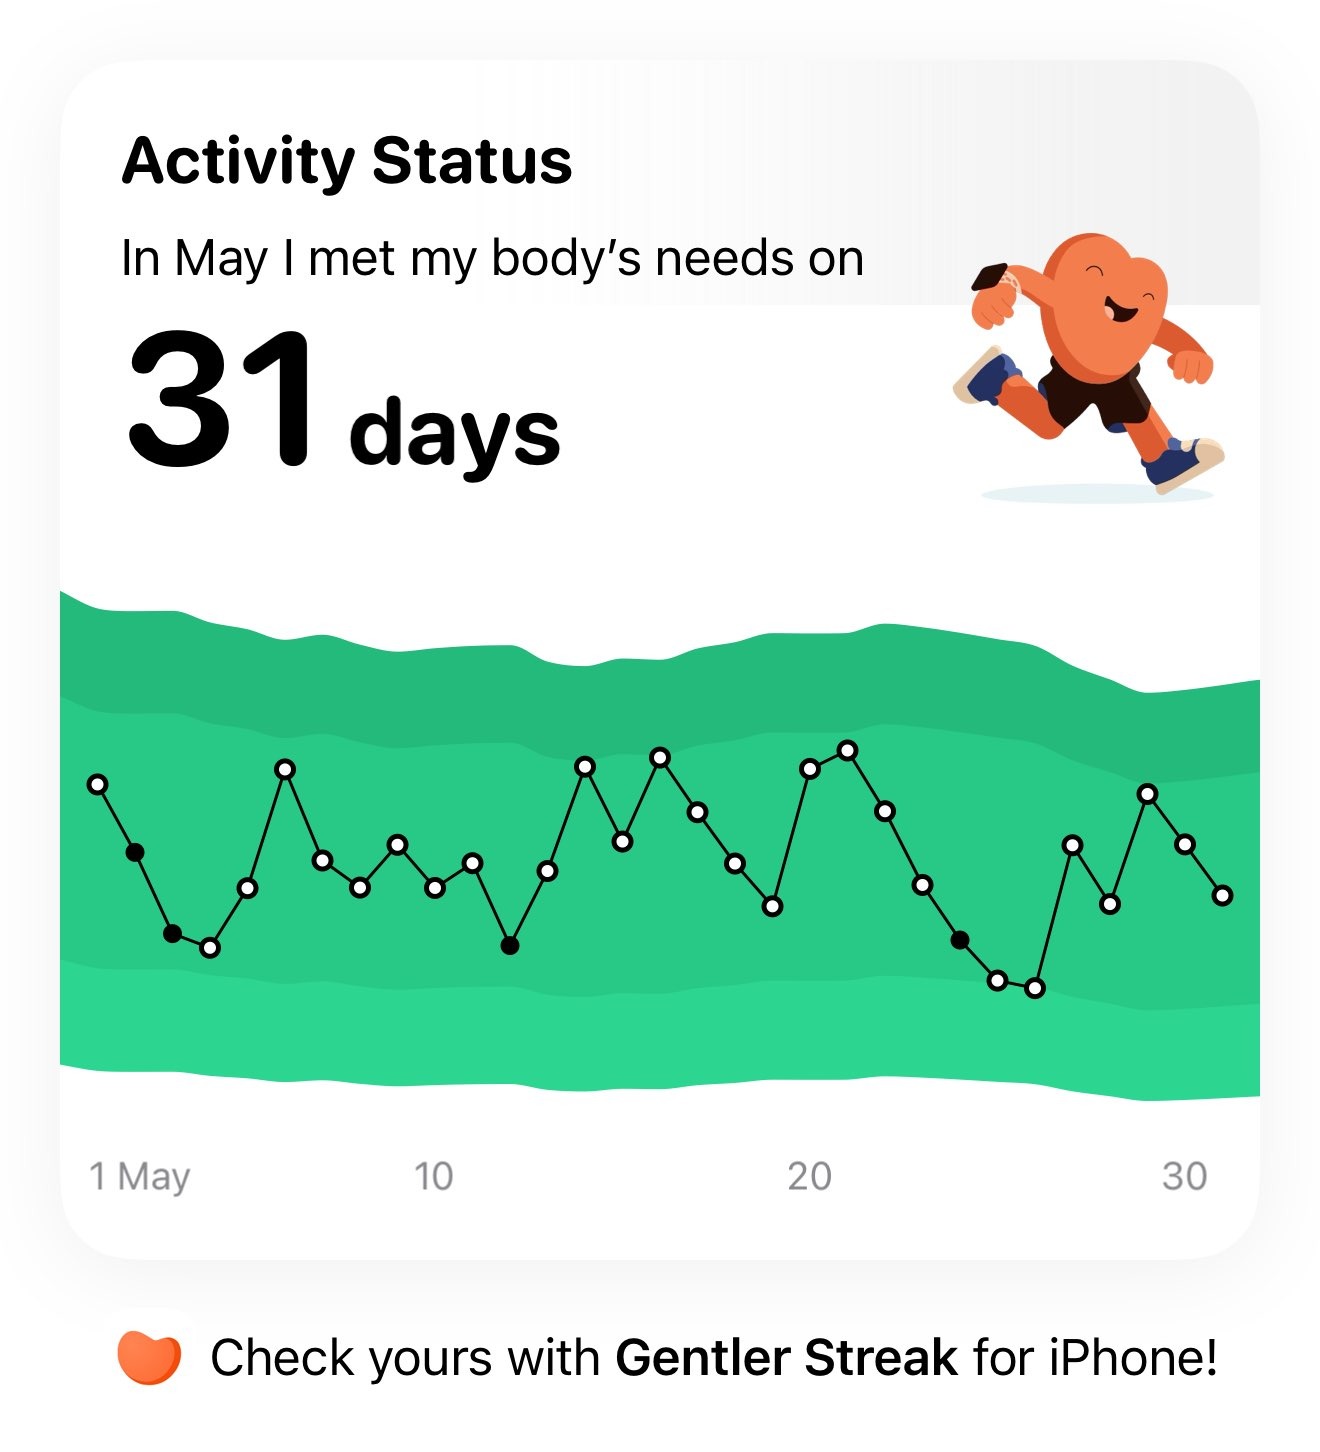 Activity Status
In May I met my body’s needs on
31 days
1 May 10 20 30
Check yours with Gentler Streak for iPhone!